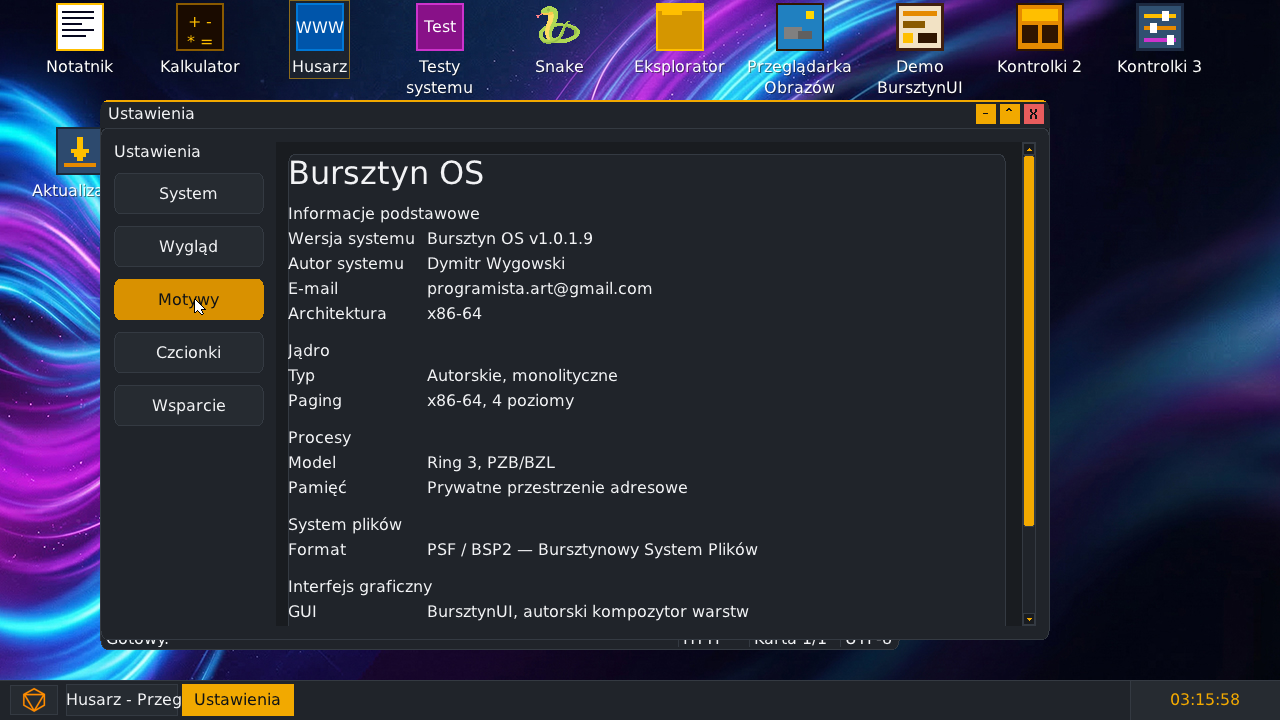 Notatnik
Kalkulator
WWW
Husarz
Test
Testy
systemu
Snake
Eksplorator
Przeglądarka
Obrazów
Demo
BursztynUI
Kontrolki 2
Kontrolki 3
+ -
* =
Ustawienia
- ^ X
Ustawienia
System
Wygląd
Motywy
Czcionki
Wsparcie
Bursztyn OS
Informacje podstawowe
Wersja systemu Bursztyn OS v1.0.1.9
Autor systemu Dymitr Wygowski
E-mail programista.art@gmail.com
Architektura x86-64
Jądro
Typ Autorskie, monolityczne
Paging x86-64, 4 poziomy
Procesy
Model Ring 3, PZB/BZL
Pamięć Prywatne przestrzenie adresowe
System plików
Format PSF / BSP2 — Bursztynowy System Plików
Interfejs graficzny
GUI BursztynUI, autorski kompozytor warstw
Gotowy. Karta 1/1
Husarz - Przeg
Ustawienia
03:15:58